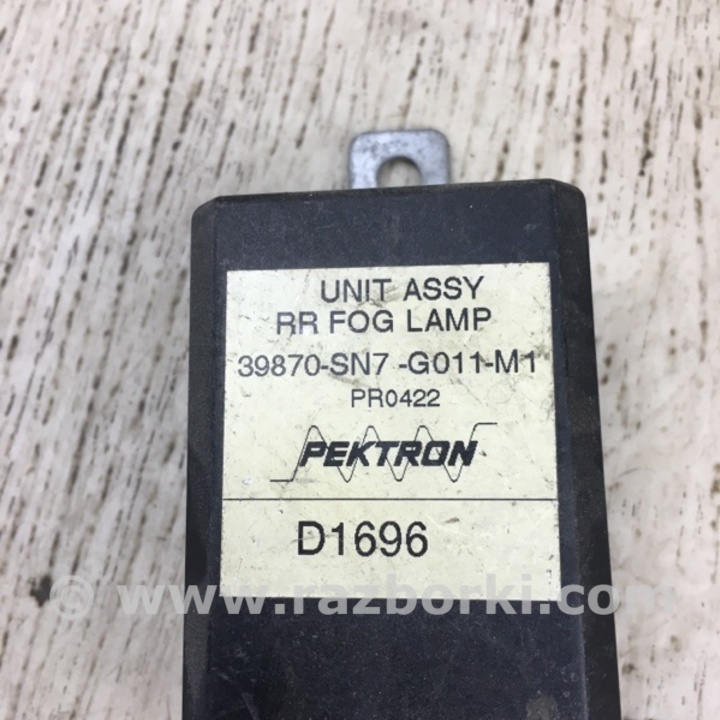 UNIT ASSY
RR FOG LAMP
39870-SN7 -G011-M1
PR0422
PEKTRON
D1696
© www.razborki.com